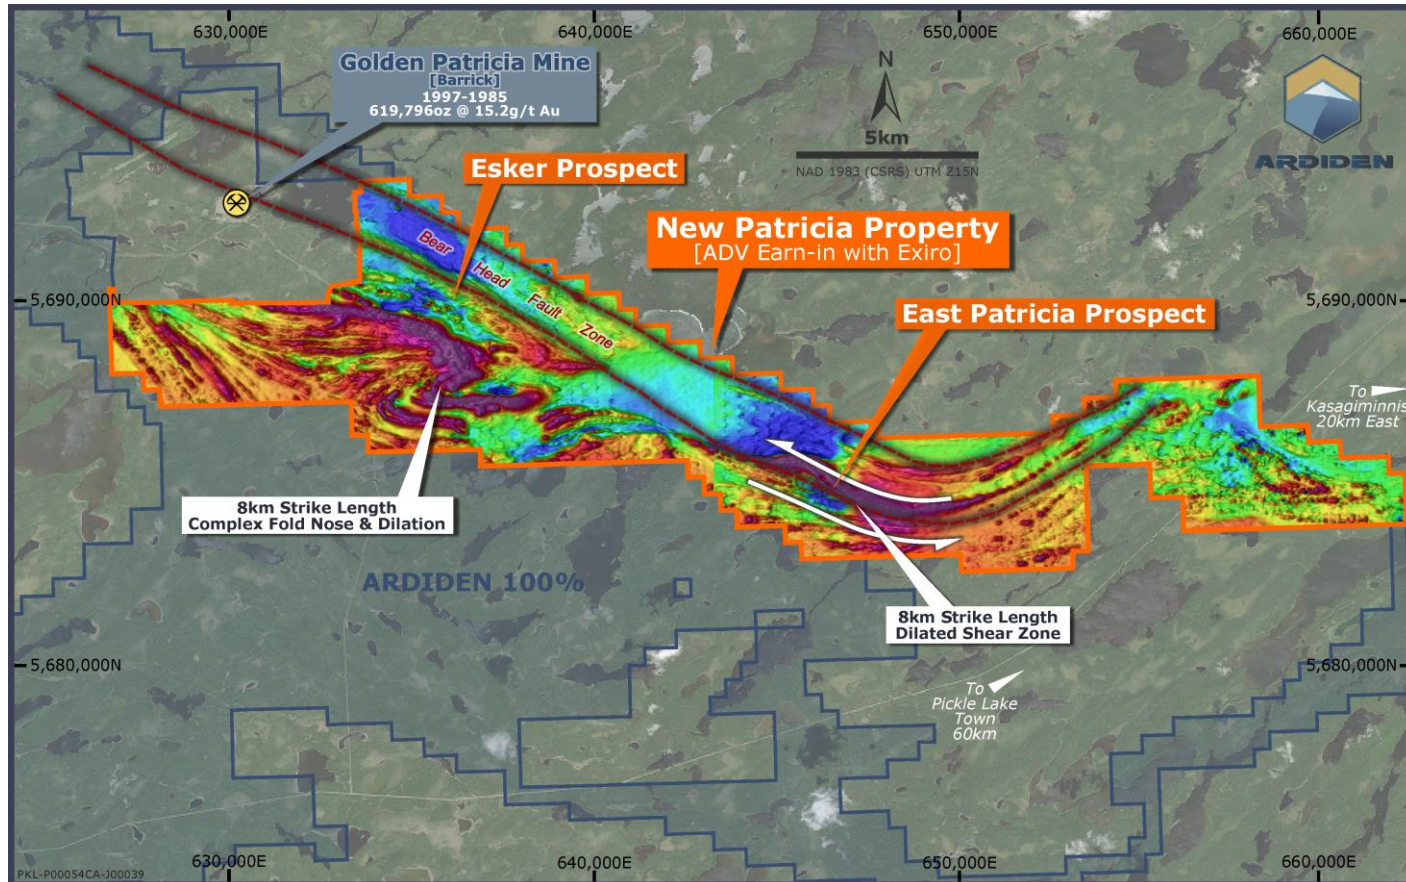 630,000E
640,000E
650,000E
660,000E
Golden Patricia Mine
[Barrick]
1997-1985
619,796oz @ 15.2g/t Au
N
5km
NAD 1983 (CSRS) UTM Z15N
ARDIDEN
Esker Prospect
New Patricia Property
[ADV Earn-in with Exiro]
Bear Head Fault Zone
5,690,000N
5,690,000N
East Patricia Prospect
To
Kasagiminnis
20km East
8km Strike Length
Complex Fold Nose & Dilation
ARDIDEN 100%
8km Strike Length
Dilated Shear Zone
5,680,000N
5,680,000N
To
Pickle Lake
Town
60km
630,000E
640,000E
650,000E
660,000E
PKL-P00054CA-J00039